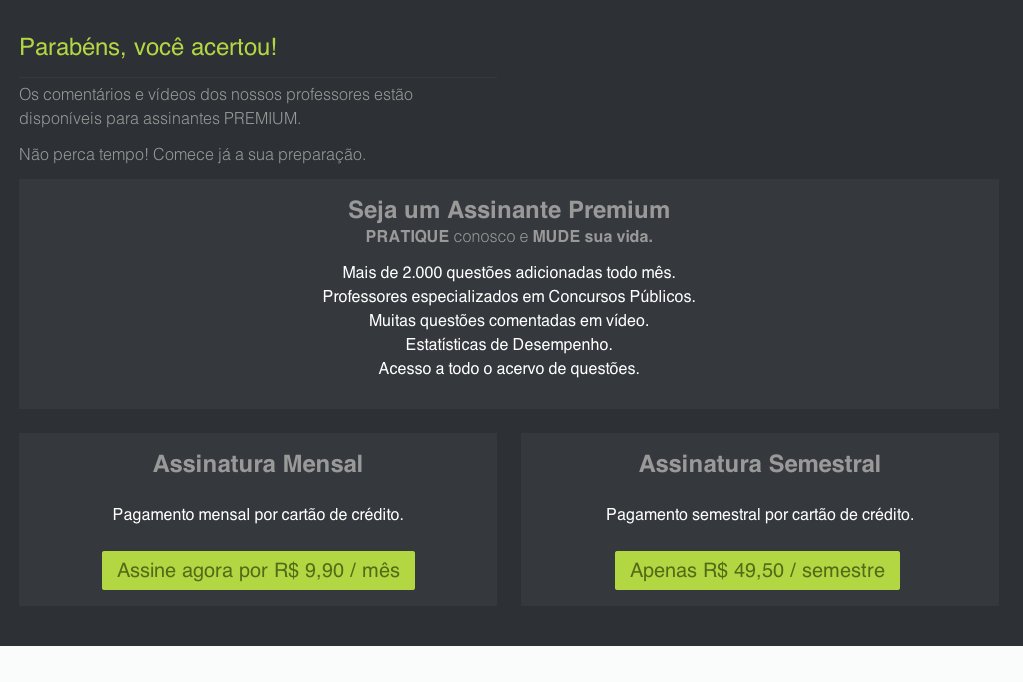 Parabéns, você acertou!
Os comentários e vídeos dos nossos professores estão
disponíveis para assinantes PREMIUM.
Não perca tempo! Comece já a sua preparação.
Seja um Assinante Premium
PRATIQUE conosco e MUDE sua vida.
Mais de 2.000 questões adicionadas todo mês.
Professores especializados em Concursos Públicos.
Muitas questões comentadas em vídeo.
Estatísticas de Desempenho.
Acesso a todo o acervo de questões.
Assinatura Mensal
Pagamento mensal por cartão de crédito.
Assine agora por R$ 9,90 / mês
Assinatura Semestral
Pagamento semestral por cartão de crédito.
Apenas R$ 49,50 / semestre